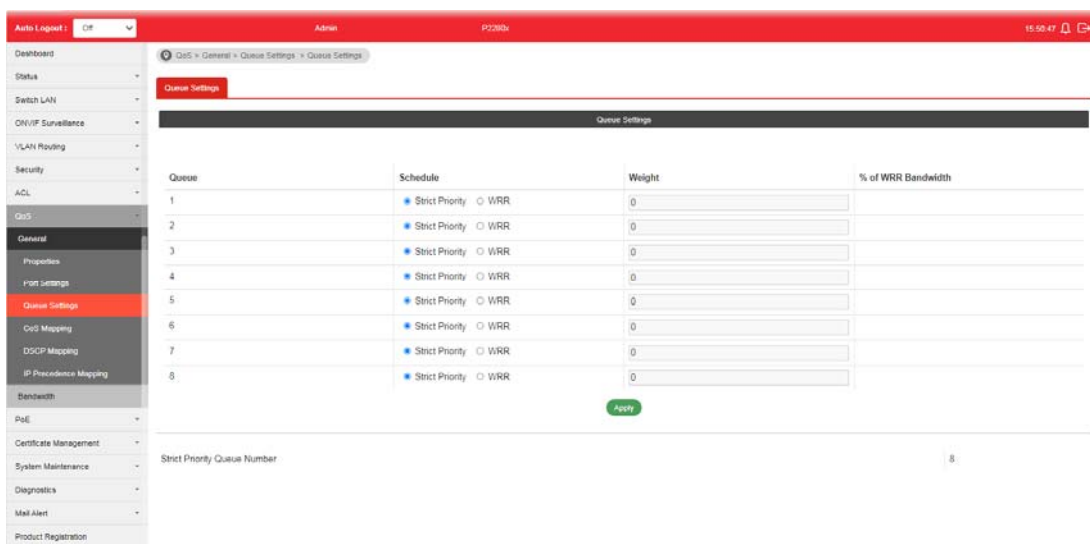 Auto Logout : Off Admin P2280x 15:50:47
Dashboard
Status
Switch LAN
ONVIF Surveillance
VLAN Routing
Security
ACL
QoS
General
Properties
Port Settings
Queue Settings
CoS Mapping
DSCP Mapping
IP Precedence Mapping
Bandwidth
PoE
Certificate Management
System Maintenance
Diagnostics
Mail Alert
Product Registration
QoS > General > Queue Settings > Queue Settings
Queue Settings
Queue Settings
Queue Schedule Weight % of WRR Bandwidth
1 Strict Priority WRR 0
2 Strict Priority WRR 0
3 Strict Priority WRR 0
4 Strict Priority WRR 0
5 Strict Priority WRR 0
6 Strict Priority WRR 0
7 Strict Priority WRR 0
8 Strict Priority WRR 0
Apply
Strict Priority Queue Number 8